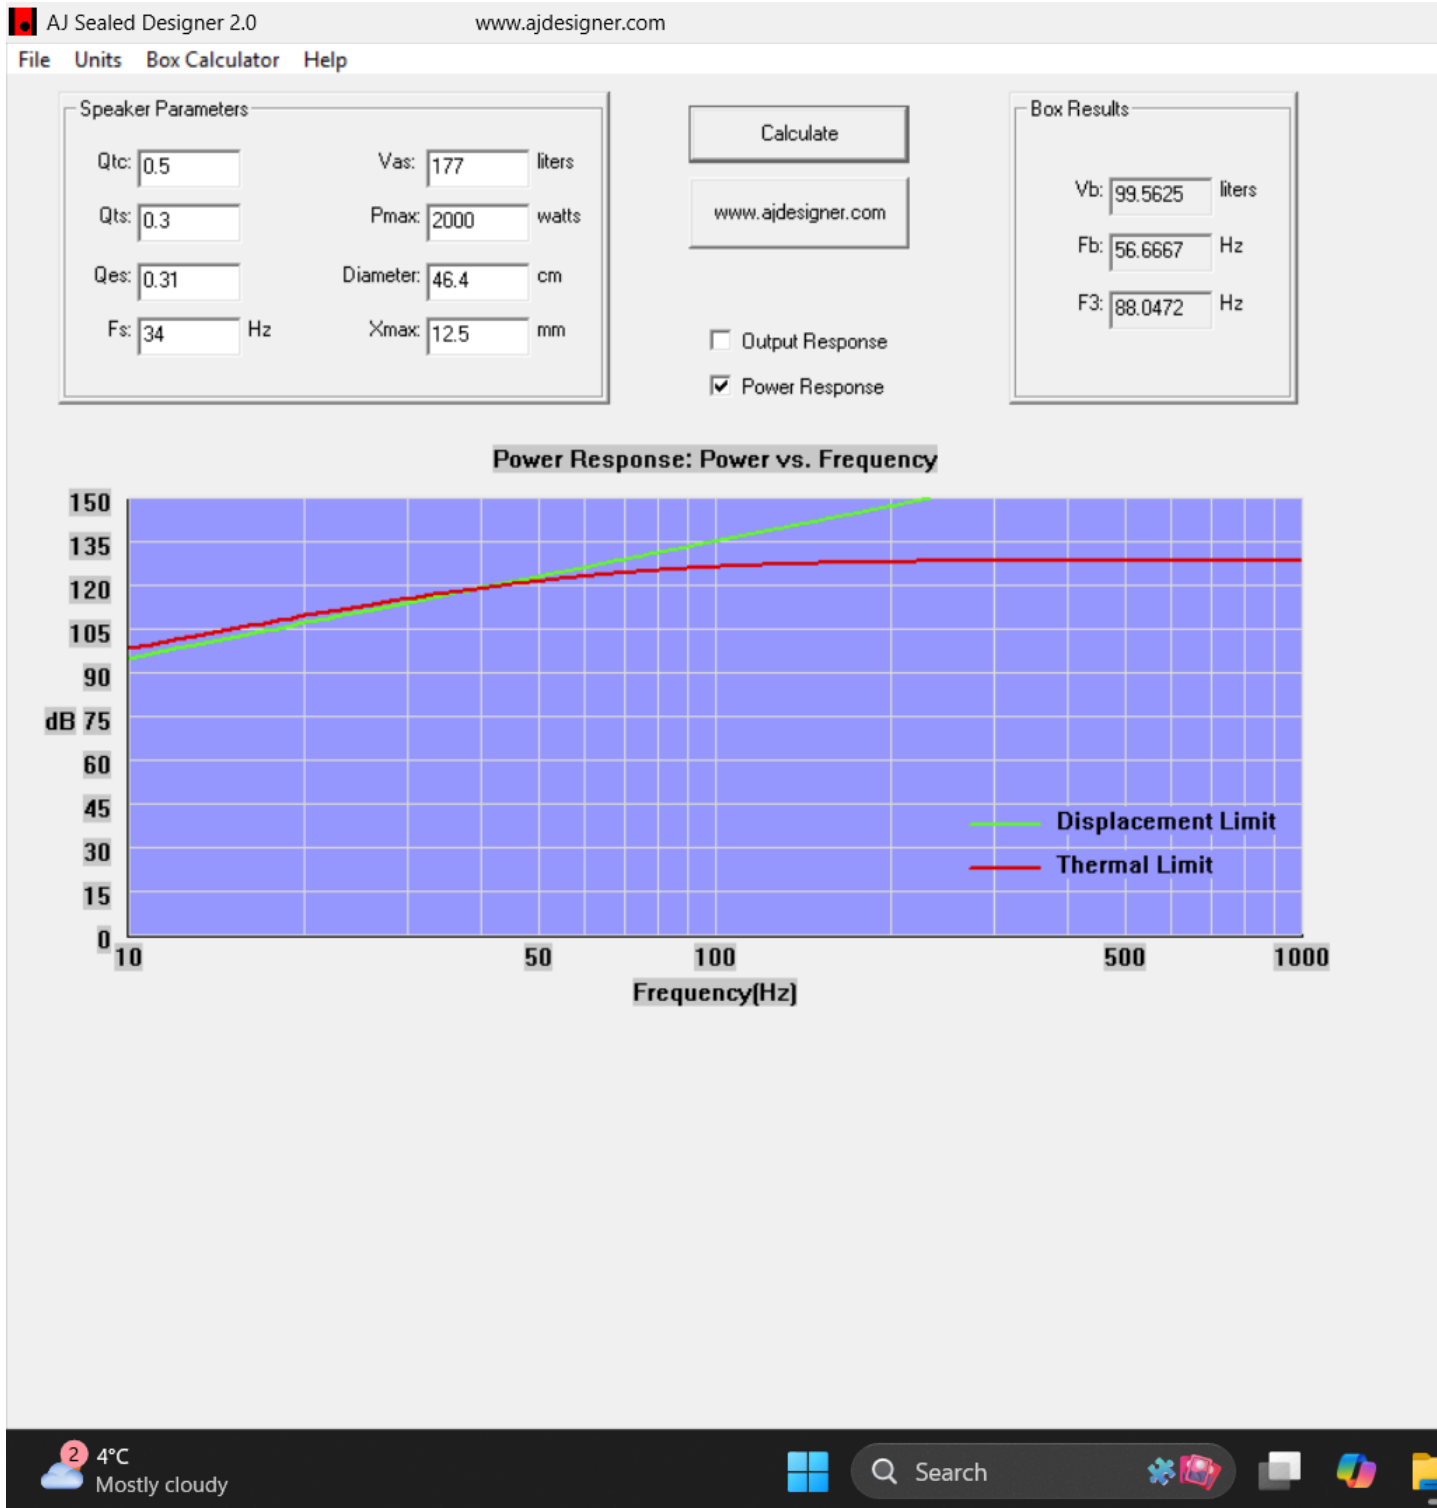 AJ Sealed Designer 2.0 www.ajdesigner.com
File Units Box Calculator Help
Speaker Parameters
Qtc: 0.5 Vas: 177 liters
Qts: 0.3 Pmax: 2000 watts
Qes: 0.31 Diameter: 46.4 cm
Fs: 34 Hz Xmax: 12.5 mm
Calculate
www.ajdesigner.com
Output Response
Power Response
Box Results
Vb: 99.5625 liters
Fb: 56.6667 Hz
F3: 88.0472 Hz
Power Response: Power vs. Frequency
150
135
120
105
90
dB 75
60
45
30
15
0
Displacement Limit
Thermal Limit
10 50 100 500 1000
Frequency(Hz)
2 4°C
Mostly cloudy
Search